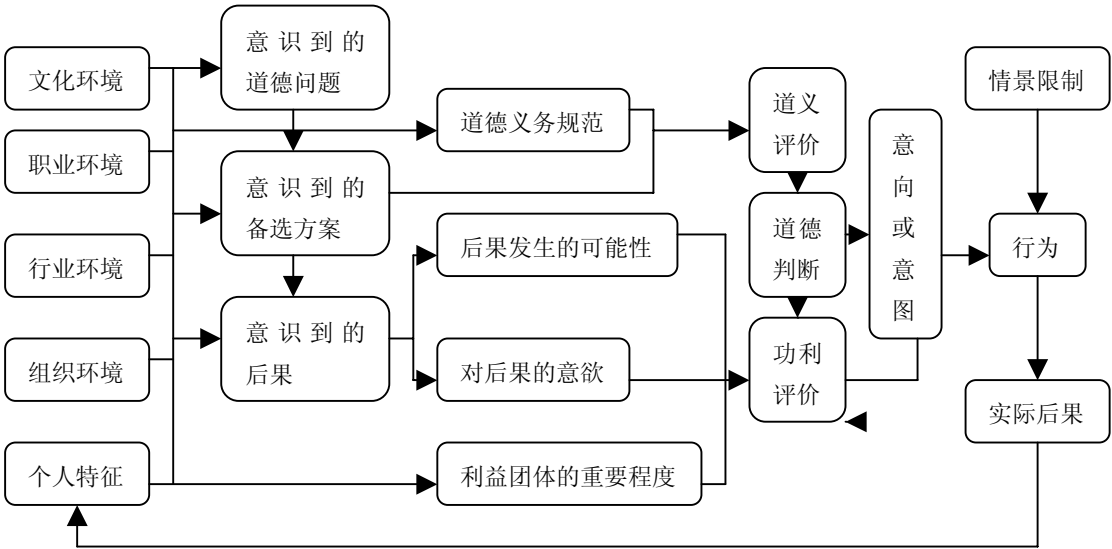 文化环境
职业环境
行业环境
组织环境
个人特征
意识到的
道德问题
意识到的
备选方案
意识到的
后果
道德义务规范
后果发生的可能性
对后果的意欲
利益团体的重要程度
道义
评价
道德
判断
功利
评价
意
向
或
意
图
情景限制
行为
实际后果